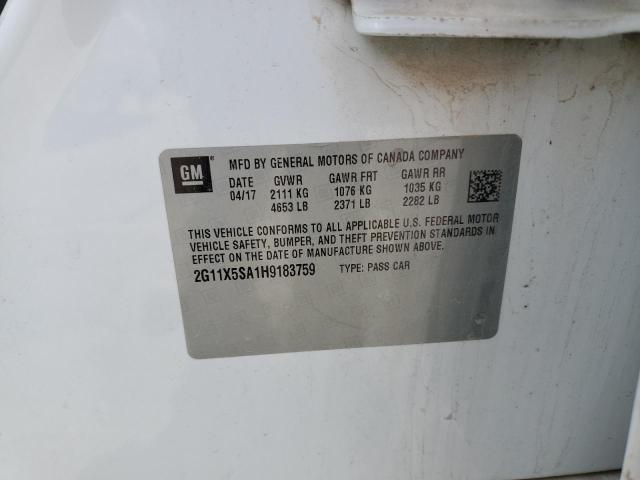 GM
MFD BY GENERAL MOTORS OF CANADA COMPANY
DATE GVWR GAWR FRT GAWR RR
04/17 2111 KG 1076 KG 1035 KG
4653 LB 2371 LB 2282 LB
THIS VEHICLE CONFORMS TO ALL APPLICABLE U.S. FEDERAL MOTOR
VEHICLE SAFETY, BUMPER, AND THEFT PREVENTION STANDARDS IN
EFFECT ON THE DATE OF MANUFACTURE SHOWN ABOVE.
2G11X5SA1H9183759 TYPE: PASS CAR